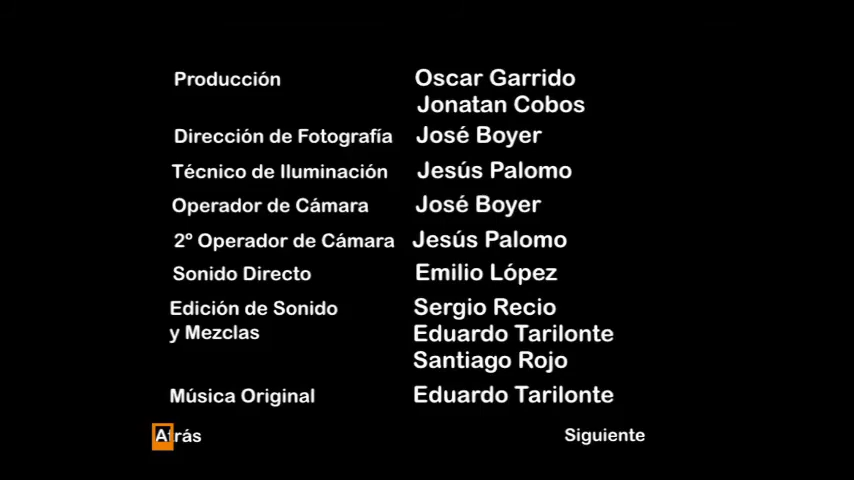 Producción Oscar Garrido
Jonatan Cobos
Dirección de Fotografía José Boyer
Técnico de Iluminación Jesús Palomo
Operador de Cámara José Boyer
2º Operador de Cámara Jesús Palomo
Sonido Directo Emilio López
Edición de Sonido Sergio Recio
y Mezclas Eduardo Tarilonte
Santiago Rojo
Música Original Eduardo Tarilonte
Atrás Siguiente